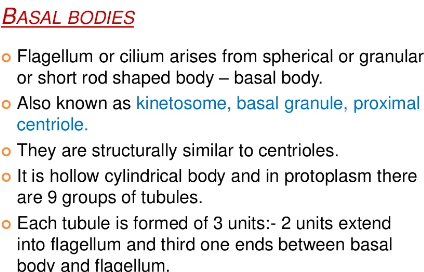 BASAL BODIES
Flagellum or cilium arises from spherical or granular
or short rod shaped body – basal body.
Also known as kinetosome, basal granule, proximal
centriole.
They are structurally similar to centrioles.
It is hollow cylindrical body and in protoplasm there
are 9 groups of tubules.
Each tubule is formed of 3 units:- 2 units extend
into flagellum and third one ends between basal
body and flagellum.